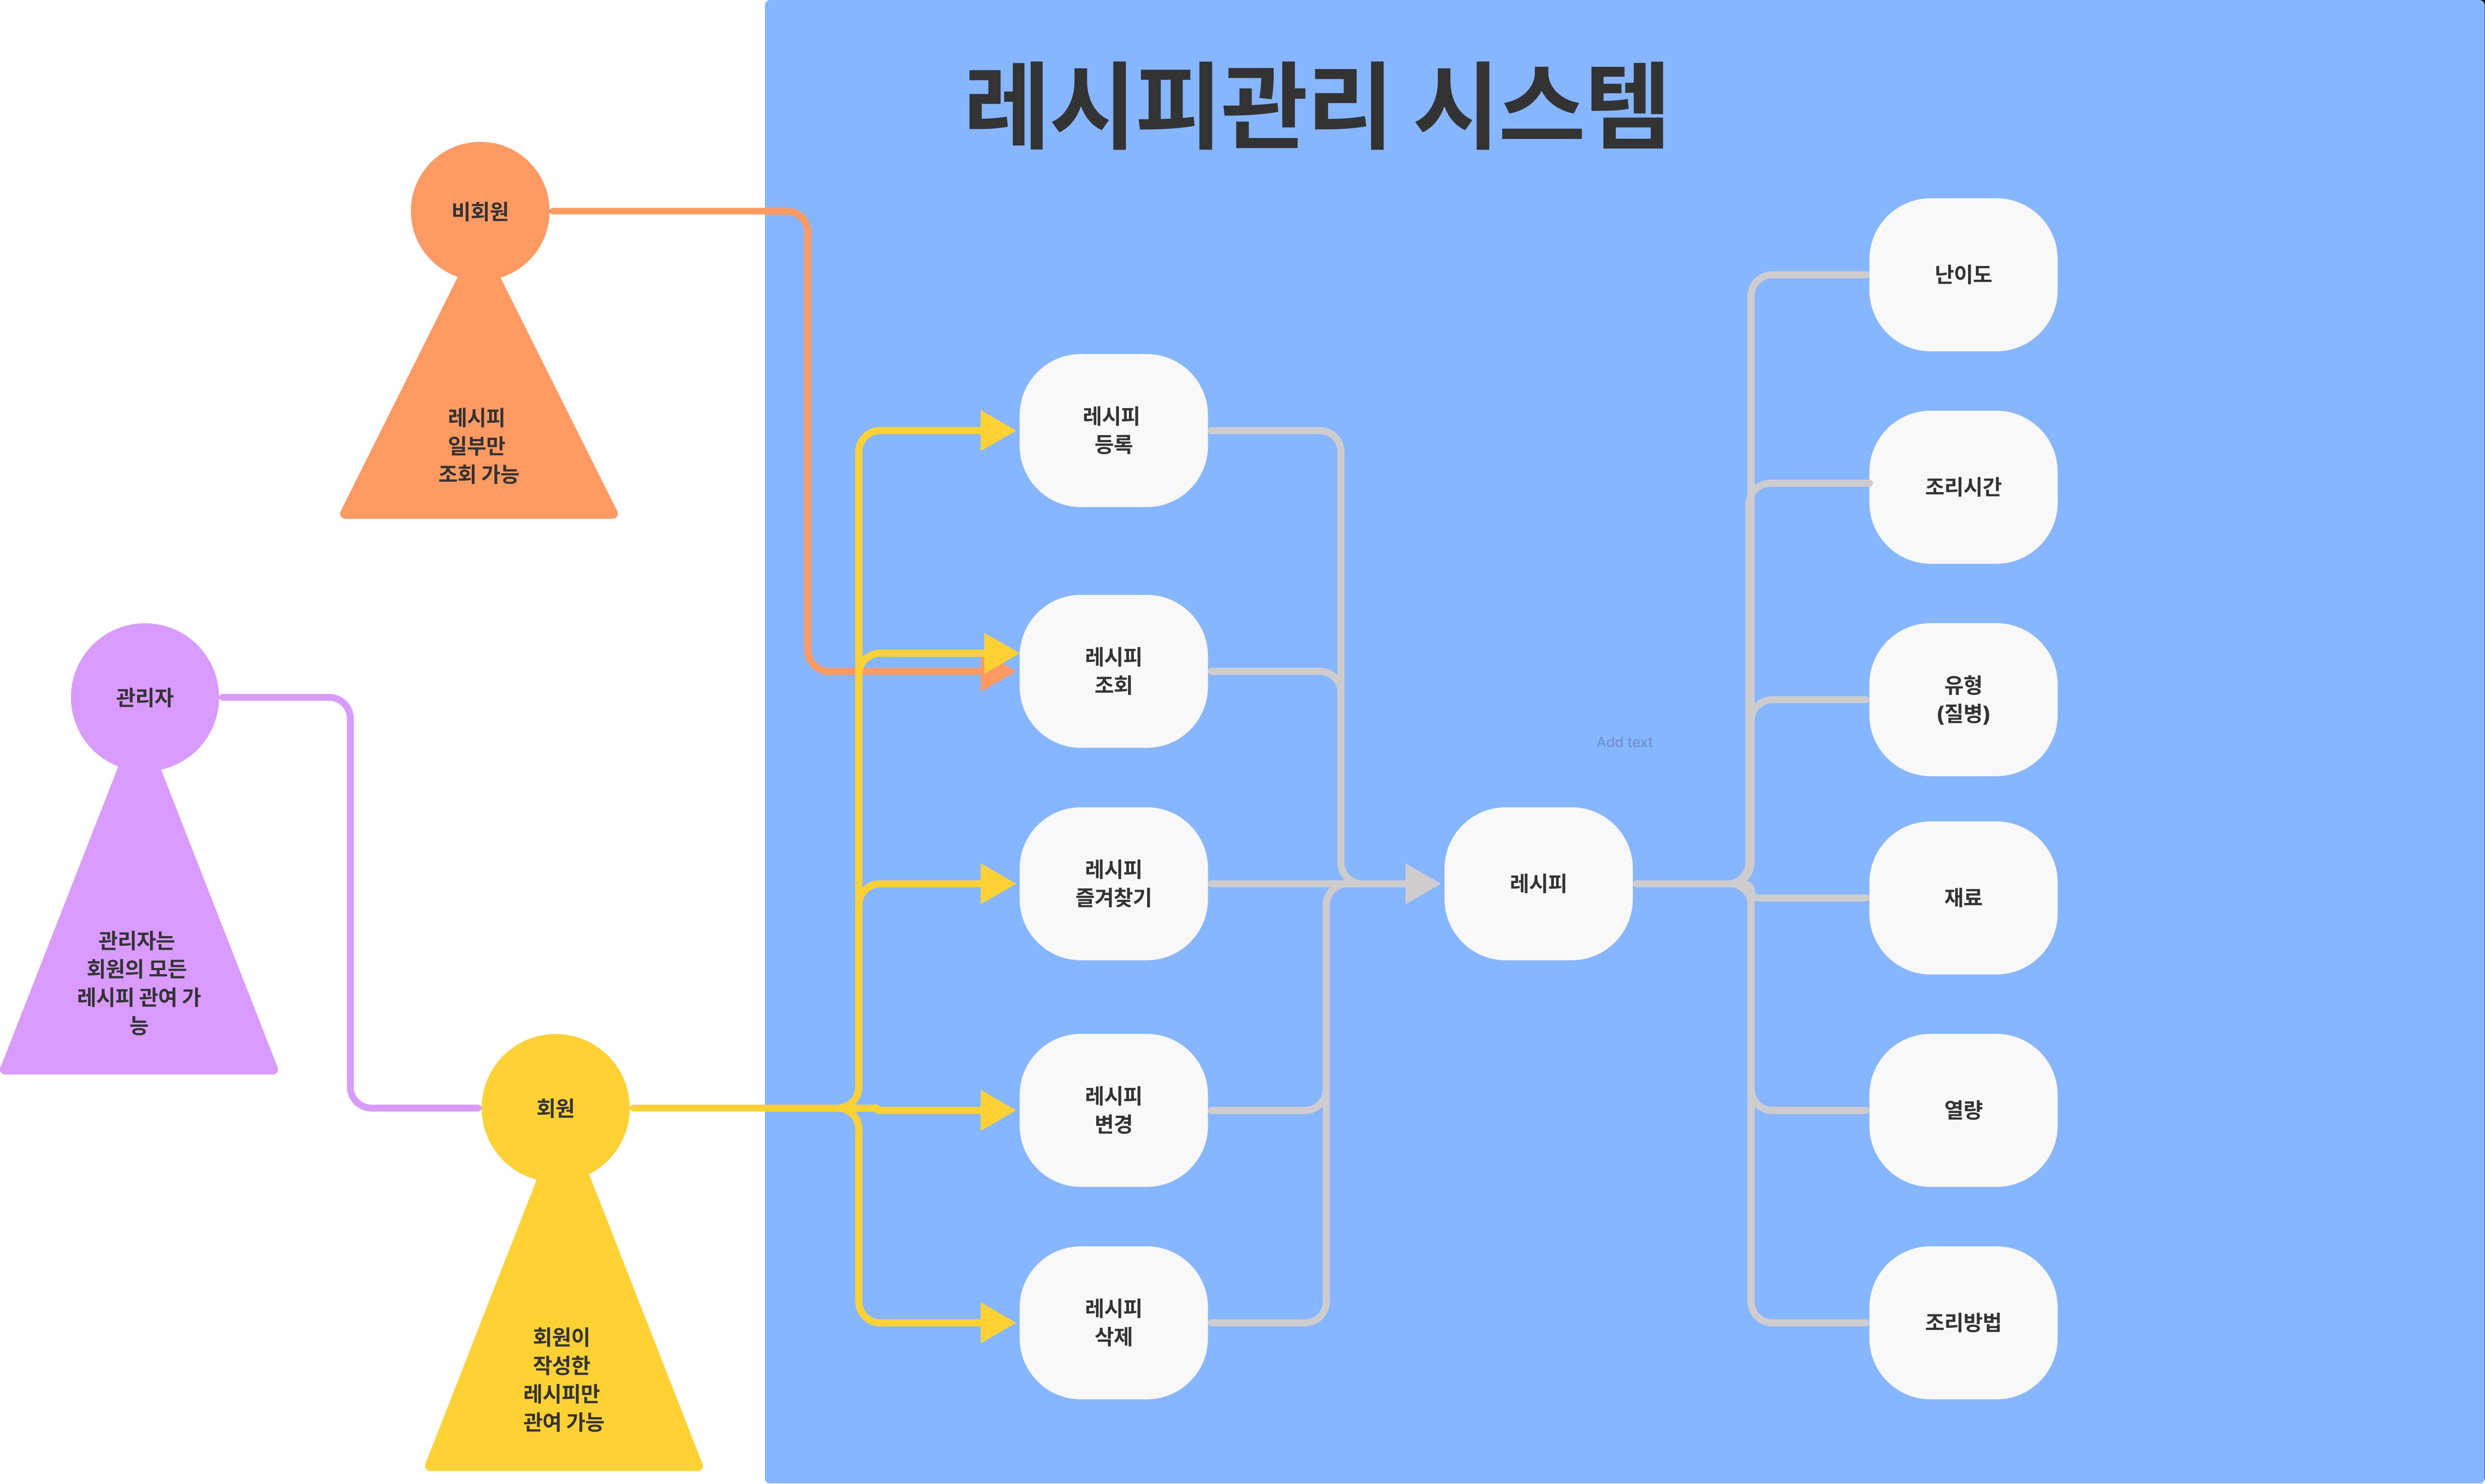 레시피관리 시스템
비회원
레시피
일부만
조회 가능
관리자
관리자는
회원의 모든
레시피 관여 가
능
회원
회원이
작성한
레시피만
관여 가능
레시피
등록
레시피
조회
레시피
즐겨찾기
레시피
변경
레시피
삭제
Add text
레시피
난이도
조리시간
유형
(질병)
재료
열량
조리방법